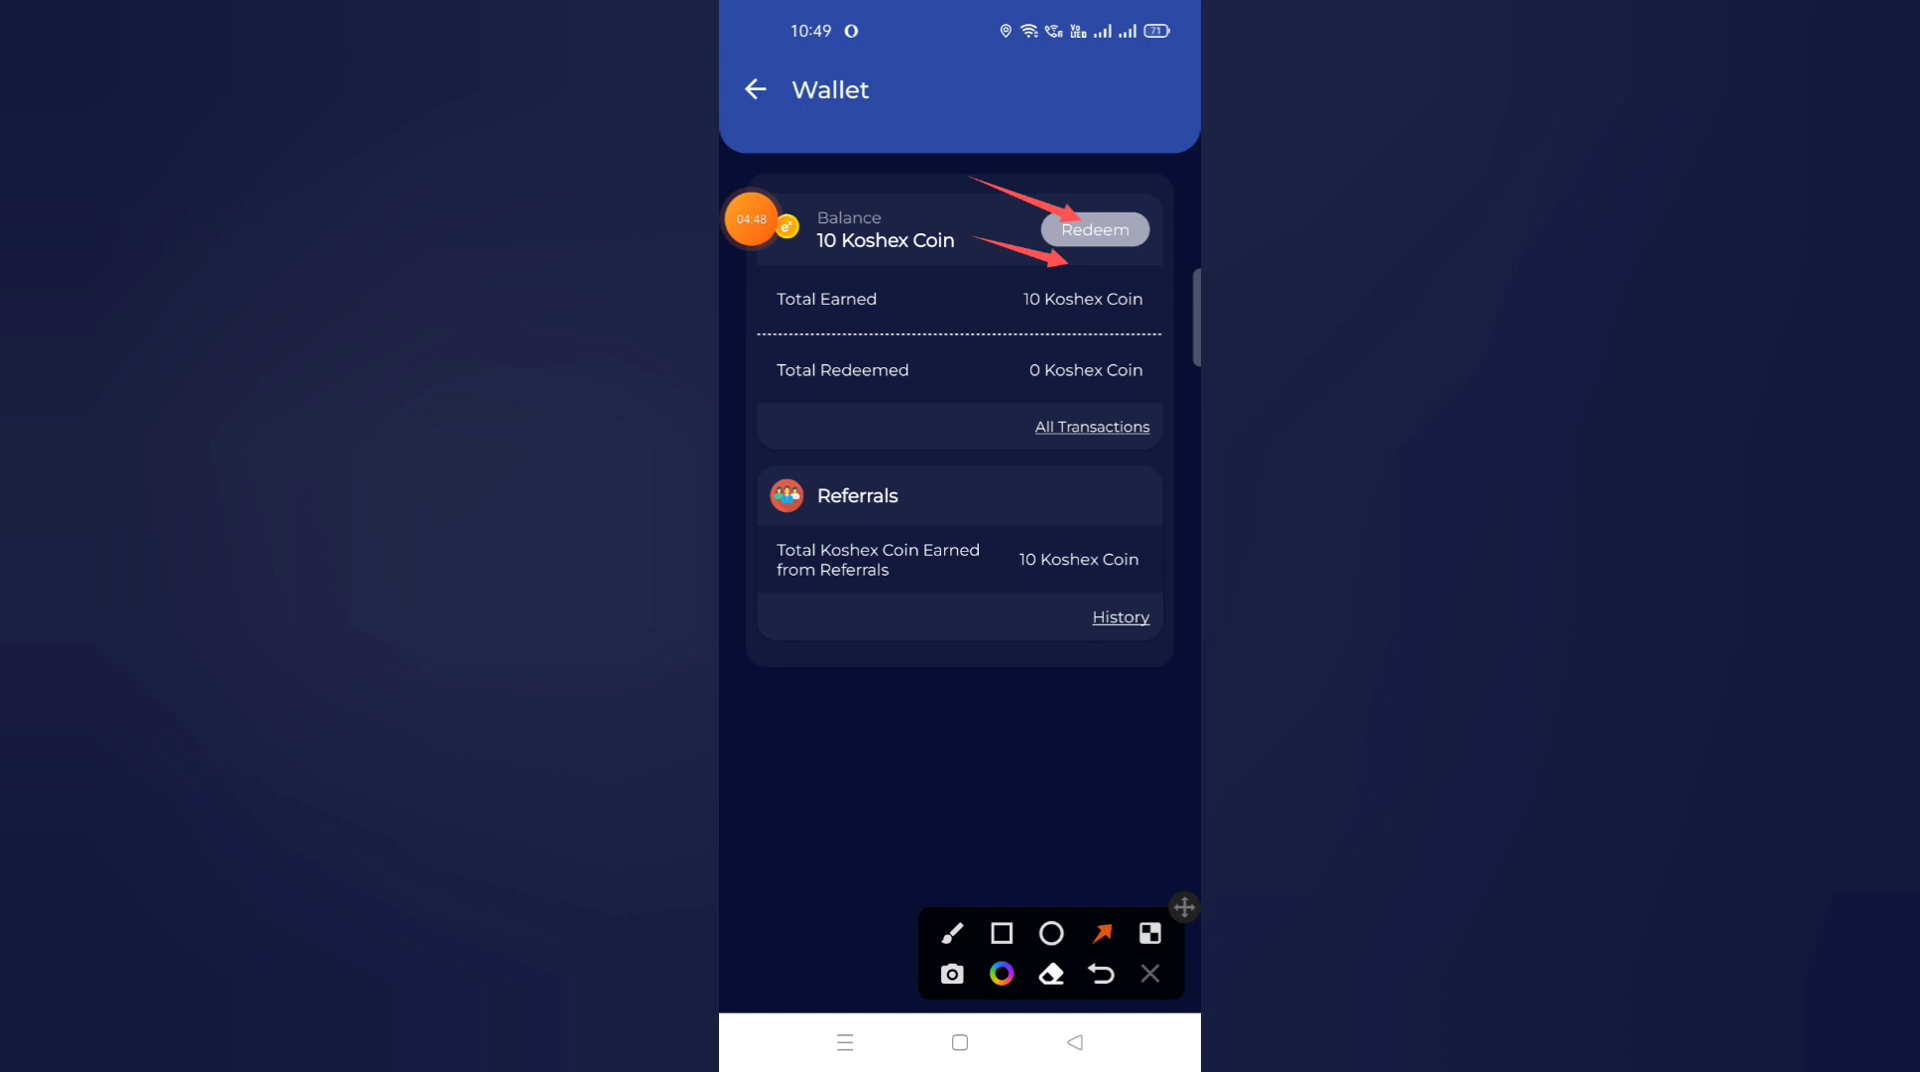 10:49
71
Wallet
04:48
Balance
10 Koshex Coin
Redeem
Total Earned
10 Koshex Coin
Total Redeemed
0 Koshex Coin
All Transactions
Referrals
Total Koshex Coin Earned
from Referrals
10 Koshex Coin
History